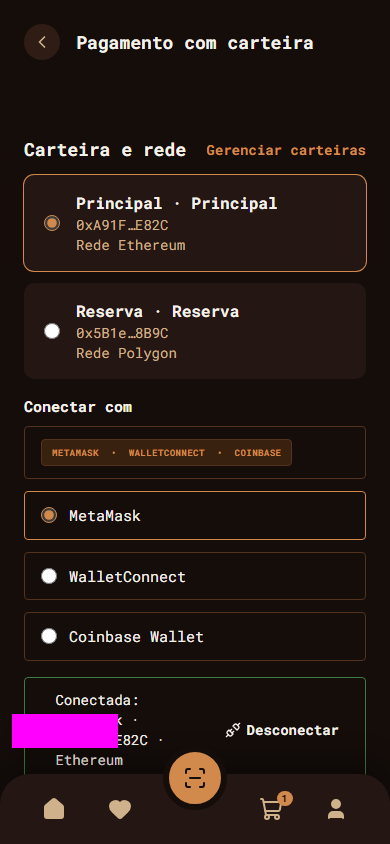 Pagamento com carteira
Carteira e rede
Gerenciar carteiras
Principal · Principal
0xA91F…E82C
Rede Ethereum
Reserva · Reserva
0x5B1e…8B9C
Rede Polygon
Conectar com
METAMASK · WALLETCONNECT · COINBASE
MetaMask
WalletConnect
Coinbase Wallet
Conectada:
·
E82C ·
Ethereum
Desconectar
1